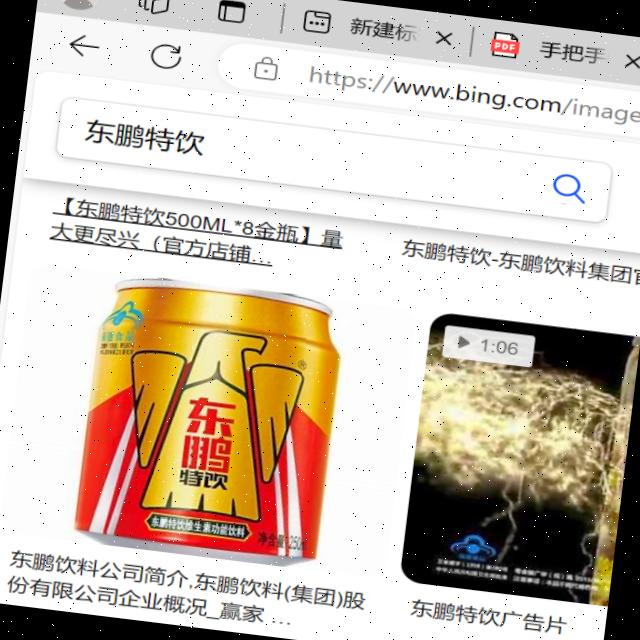 新建标
PDF
手把手
https://www.bing.com/image
东鹏特饮
【东鹏特饮500ML*8金瓶】量
大更尽兴（官方店铺...
东鹏特饮-东鹏饮料集团官
1:06
®
东
鹏
特饮
东鹏特饮维生素功能饮料
净含量:250
东鹏饮料公司简介,东鹏饮料(集团)股
份有限公司企业概况_赢家 ...
东鹏特饮广告片